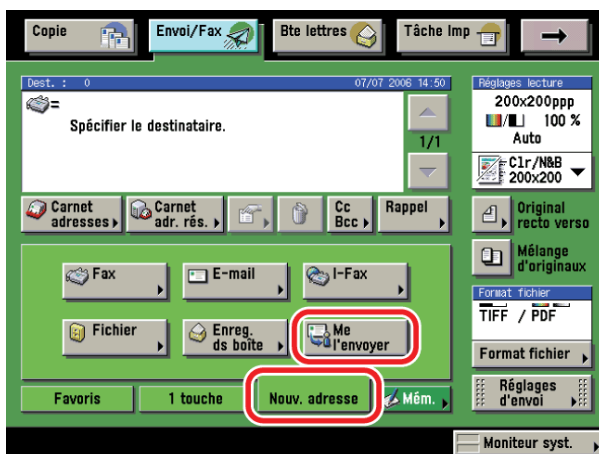 Copie
Envoi/Fax
Bte lettres
Tâche Imp
Dest. : 0
07/07 2006 14:50
Spécifier le destinataire.
1/1
Carnet
adresses
Carnet
adr. rés.
Cc
Bcc
Rappel
Fax
E-mail
I-Fax
Fichier
Enreg.
ds boîte
Me
l'envoyer
Favoris
1 touche
Nouv. adresse
Mém.
Réglages lecture
200x200ppp
100 %
Auto
Clr/N&B
200x200
Original
recto verso
Mélange
d'originaux
Format fichier
TIFF / PDF
Format fichier
Réglages
d'envoi
Moniteur syst.